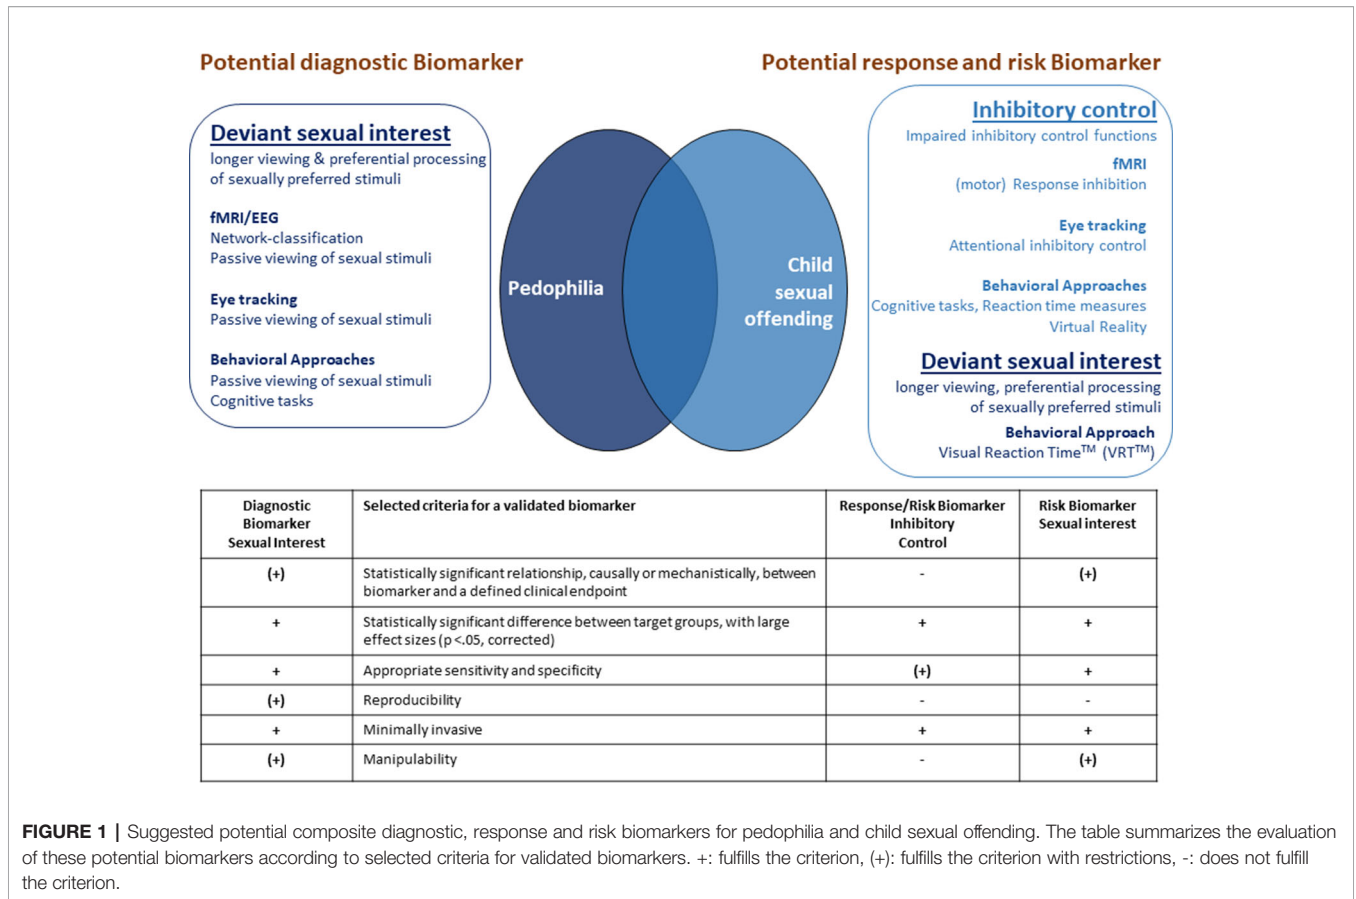 Potential diagnostic Biomarker
Potential response and risk Biomarker
Deviant sexual interest
longer viewing & preferential processing
of sexually preferred stimuli
fMRI/EEG
Network-classification
Passive viewing of sexual stimuli
Eye tracking
Passive viewing of sexual stimuli
Behavioral Approaches
Passive viewing of sexual stimuli
Cognitive tasks
Pedophilia
Child
sexual
offending
Inhibitory control
Impaired inhibitory control functions
fMRI
(motor) Response inhibition
Eye tracking
Attentional inhibitory control
Behavioral Approaches
Cognitive tasks, Reaction time measures
Virtual Reality
Deviant sexual interest
longer viewing, preferential processing
of sexually preferred stimuli
Behavioral Approach
Visual Reaction Time™ (VRT™)
Diagnostic
Biomarker
Sexual Interest
Selected criteria for a validated biomarker
Response/Risk Biomarker
Inhibitory
Control
Risk Biomarker
Sexual interest
(+)
Statistically significant relationship, causally or mechanistically, between
biomarker and a defined clinical endpoint
-
(+)
+
Statistically significant difference between target groups, with large
effect sizes (p <.05, corrected)
+
+
+
Appropriate sensitivity and specificity
(+)
+
(+)
Reproducibility
-
-
+
Minimally invasive
+
+
(+)
Manipulability
-
(+)
FIGURE 1 | Suggested potential composite diagnostic, response and risk biomarkers for pedophilia and child sexual offending. The table summarizes the evaluation
of these potential biomarkers according to selected criteria for validated biomarkers. +: fulfills the criterion, (+): fulfills the criterion with restrictions, -: does not fulfill
the criterion.